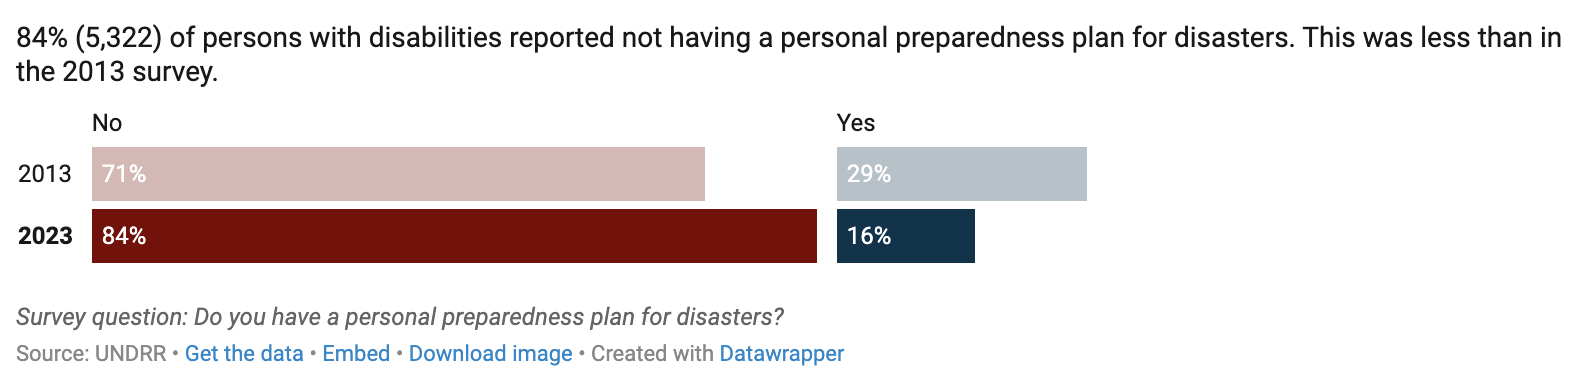 84% (5,322) of persons with disabilities reported not having a personal preparedness plan for disasters. This was less than in
the 2013 survey.
No Yes
2013 71% 29%
2023 84% 16%
Survey question: Do you have a personal preparedness plan for disasters?
Source: UNDRR • Get the data • Embed • Download image • Created with Datawrapper